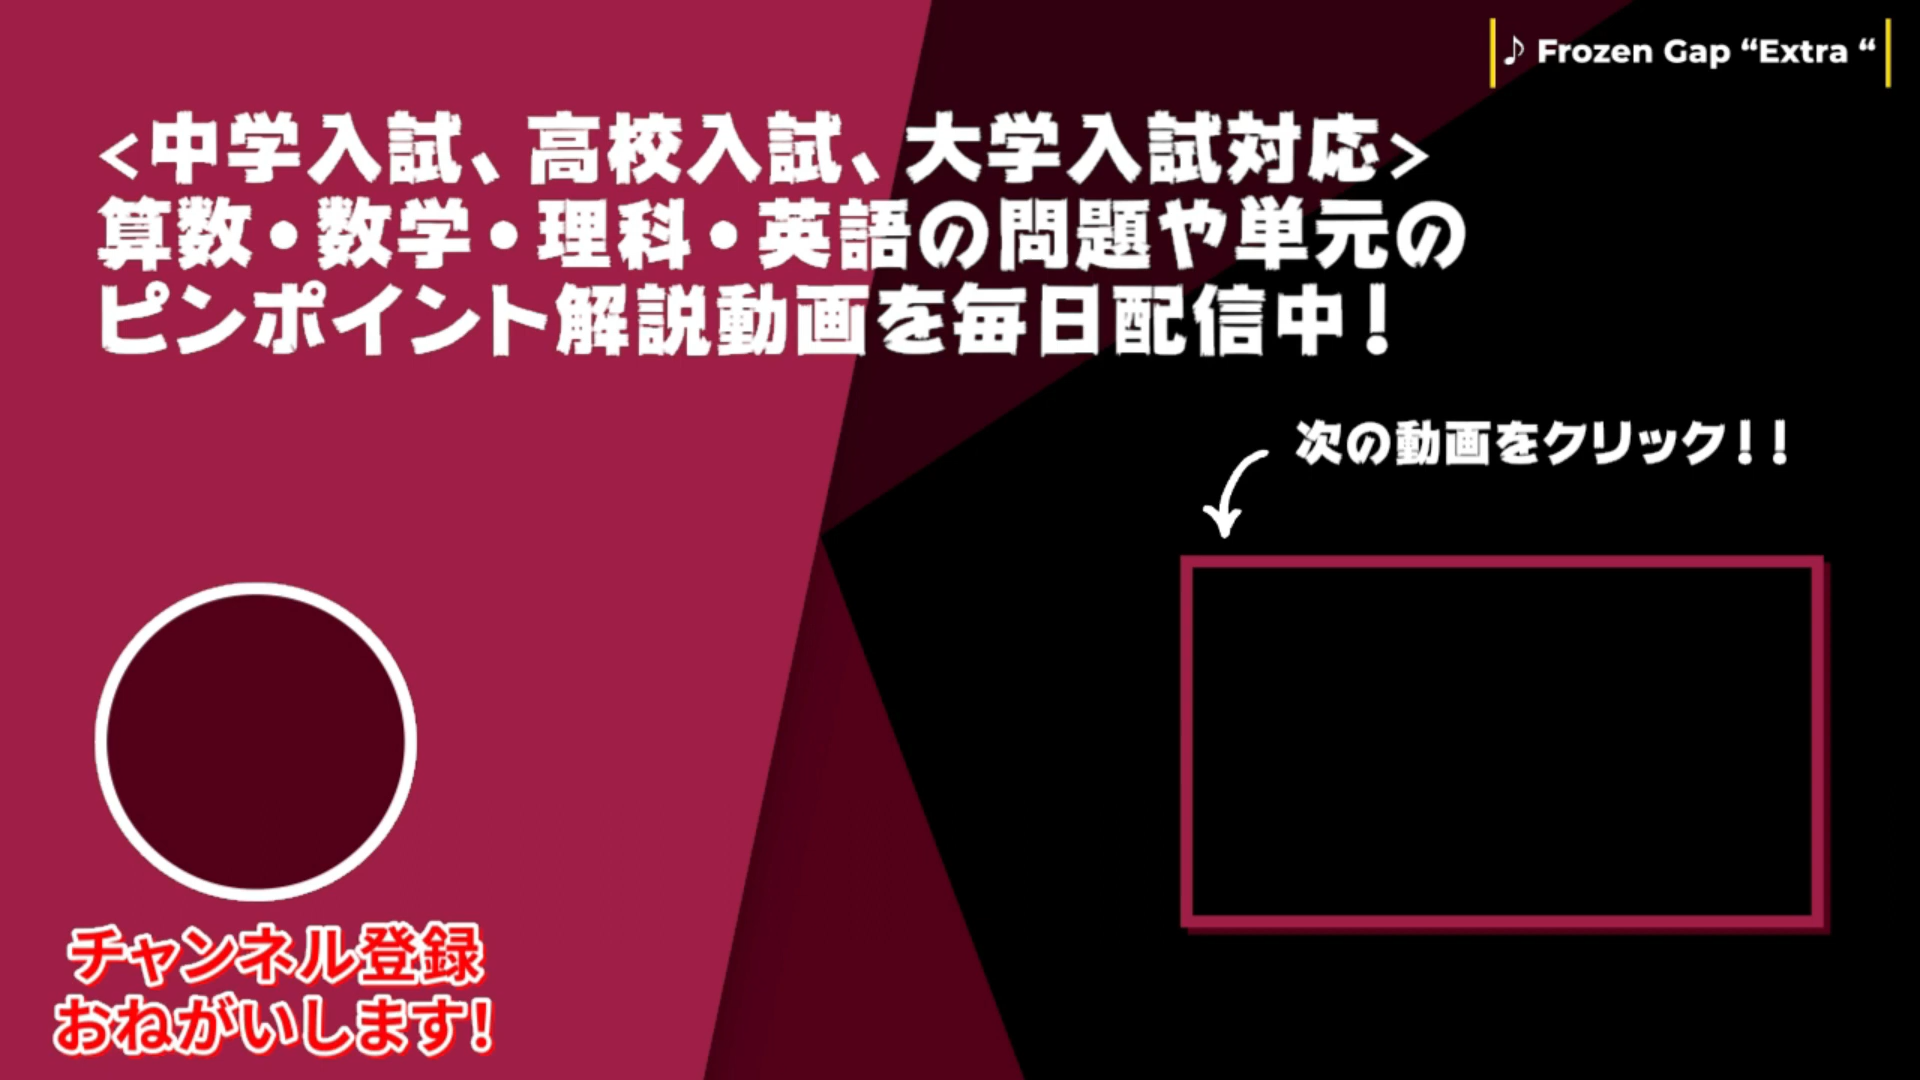 ♪ Frozen Gap “Extra “
<中学入試、高校入試、大学入試対応>
算数・数学・理科・英語の問題や単元の
ピンポイント解説動画を毎日配信中！
次の動画をクリック！！
チャンネル登録
おねがいします！